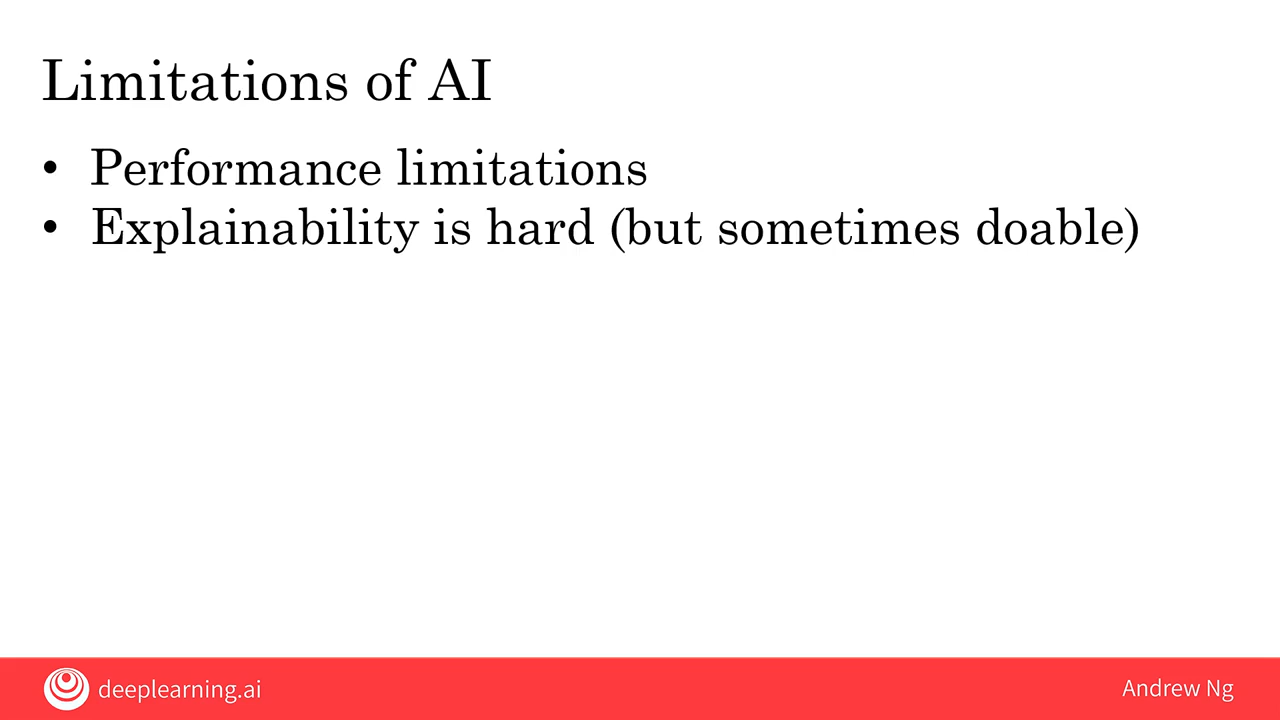 Limitations of AI
• Performance limitations
• Explainability is hard (but sometimes doable)
deeplearning.ai
Andrew Ng